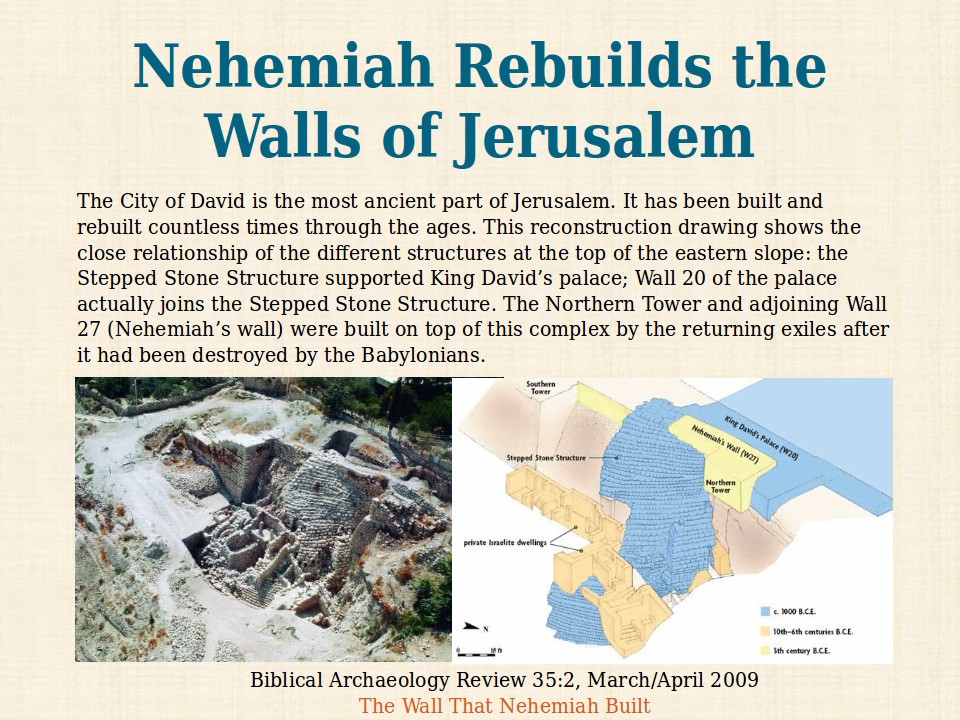 Nehemiah Rebuilds the
Walls of Jerusalem
The City of David is the most ancient part of Jerusalem. It has been built and
rebuilt countless times through the ages. This reconstruction drawing shows the
close relationship of the different structures at the top of the eastern slope: the
Stepped Stone Structure supported King David’s palace; Wall 20 of the palace
actually joins the Stepped Stone Structure. The Northern Tower and adjoining Wall
27 (Nehemiah’s wall) were built on top of this complex by the returning exiles after
it had been destroyed by the Babylonians.
Southern
Tower
King David's Palace (W20)
Nehemiah's Wall (W27)
Stepped Stone Structure
Northern
Tower
private Israelite dwellings
N
0 16 ft
c. 1000 B.C.E.
10th–6th centuries B.C.E.
5th century B.C.E.
Biblical Archaeology Review 35:2, March/April 2009
The Wall That Nehemiah Built